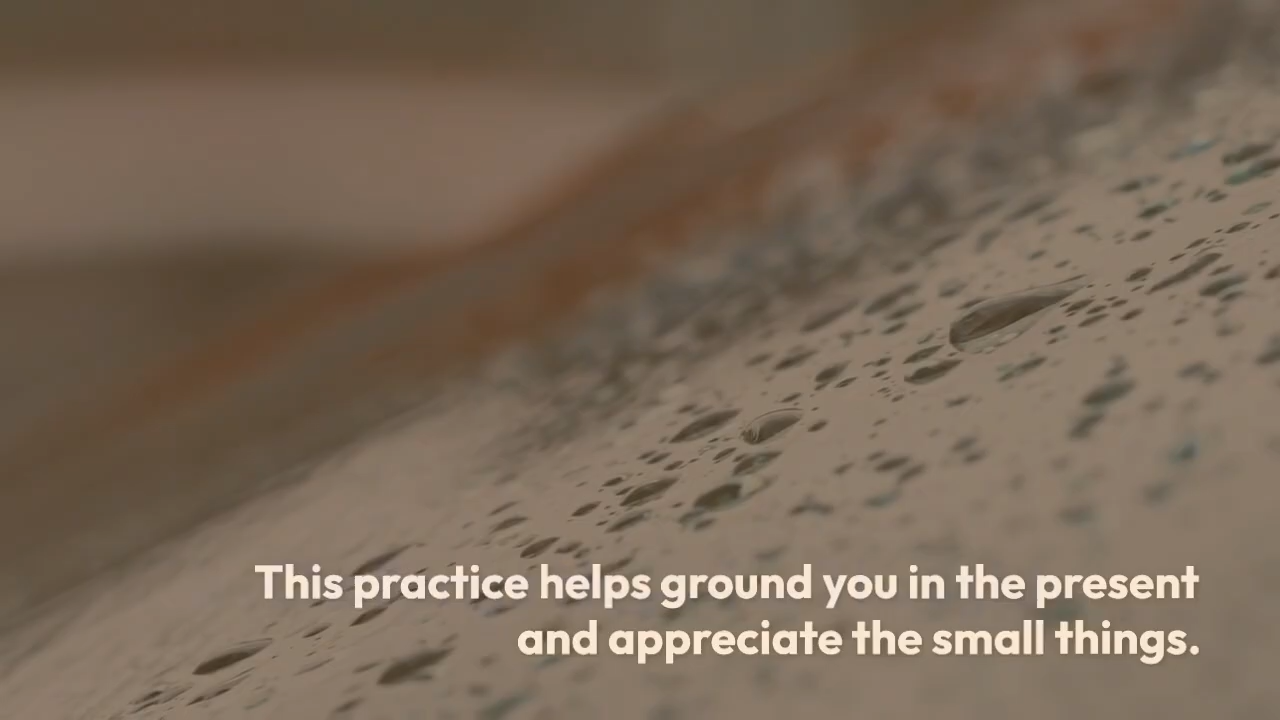 This practice helps ground you in the present
and appreciate the small things.